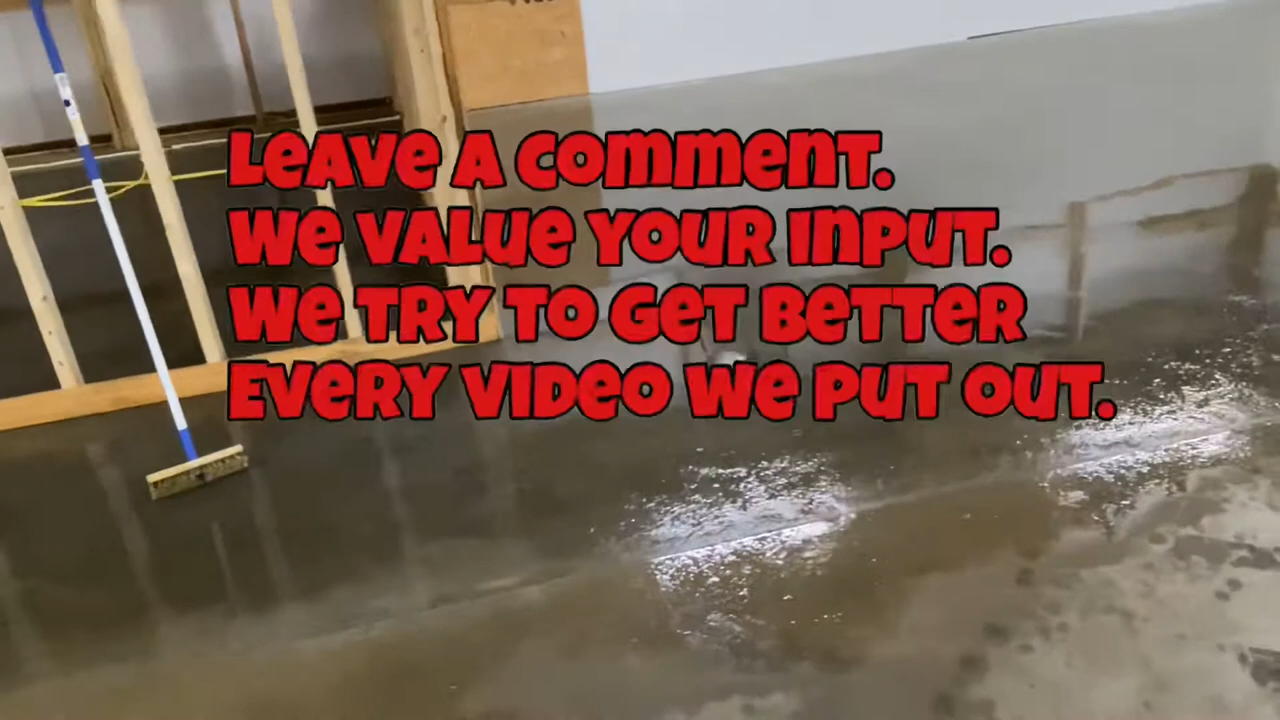 Leave a comment.
We value your input.
We try to get better
every video we put out.